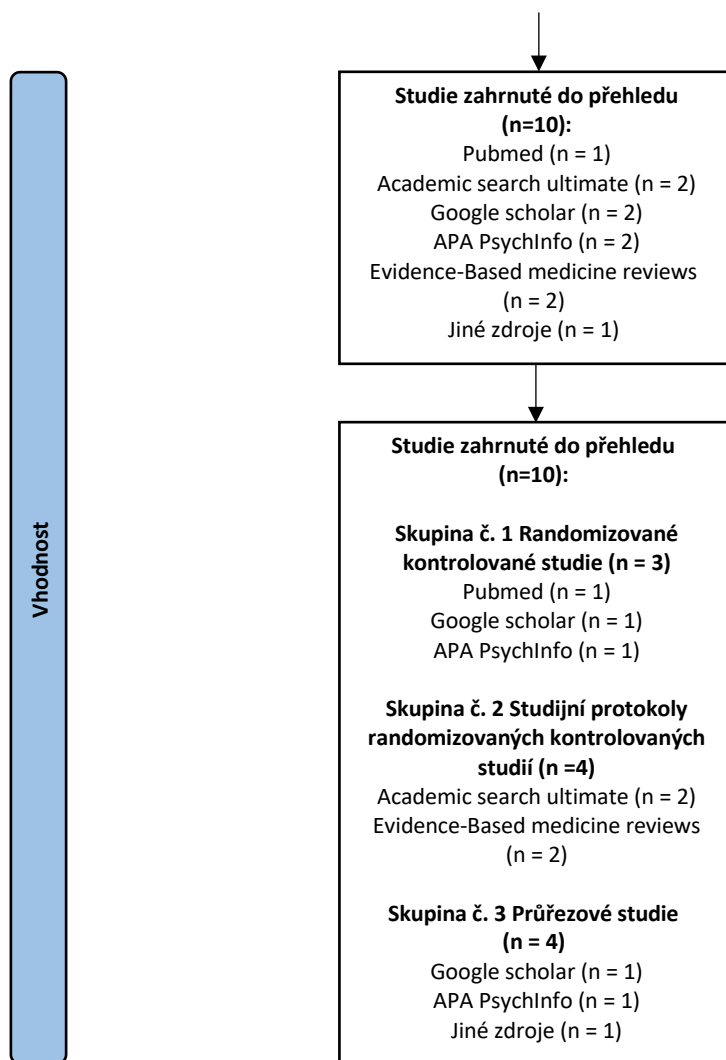 Vhodnost
Studie zahrnuté do přehledu
(n=10):
Pubmed (n = 1)
Academic search ultimate (n = 2)
Google scholar (n = 2)
APA PsychInfo (n = 2)
Evidence-Based medicine reviews
(n = 2)
Jiné zdroje (n = 1)
Studie zahrnuté do přehledu
(n=10):
Skupina č. 1 Randomizované
kontrolované studie (n = 3)
Pubmed (n = 1)
Google scholar (n = 1)
APA PsychInfo (n = 1)
Skupina č. 2 Studijní protokoly
randomizovaných kontrolovaných
studií (n =4)
Academic search ultimate (n = 2)
Evidence-Based medicine reviews
(n = 2)
Skupina č. 3 Průřezové studie
(n = 4)
Google scholar (n = 1)
APA PsychInfo (n = 1)
Jiné zdroje (n = 1)